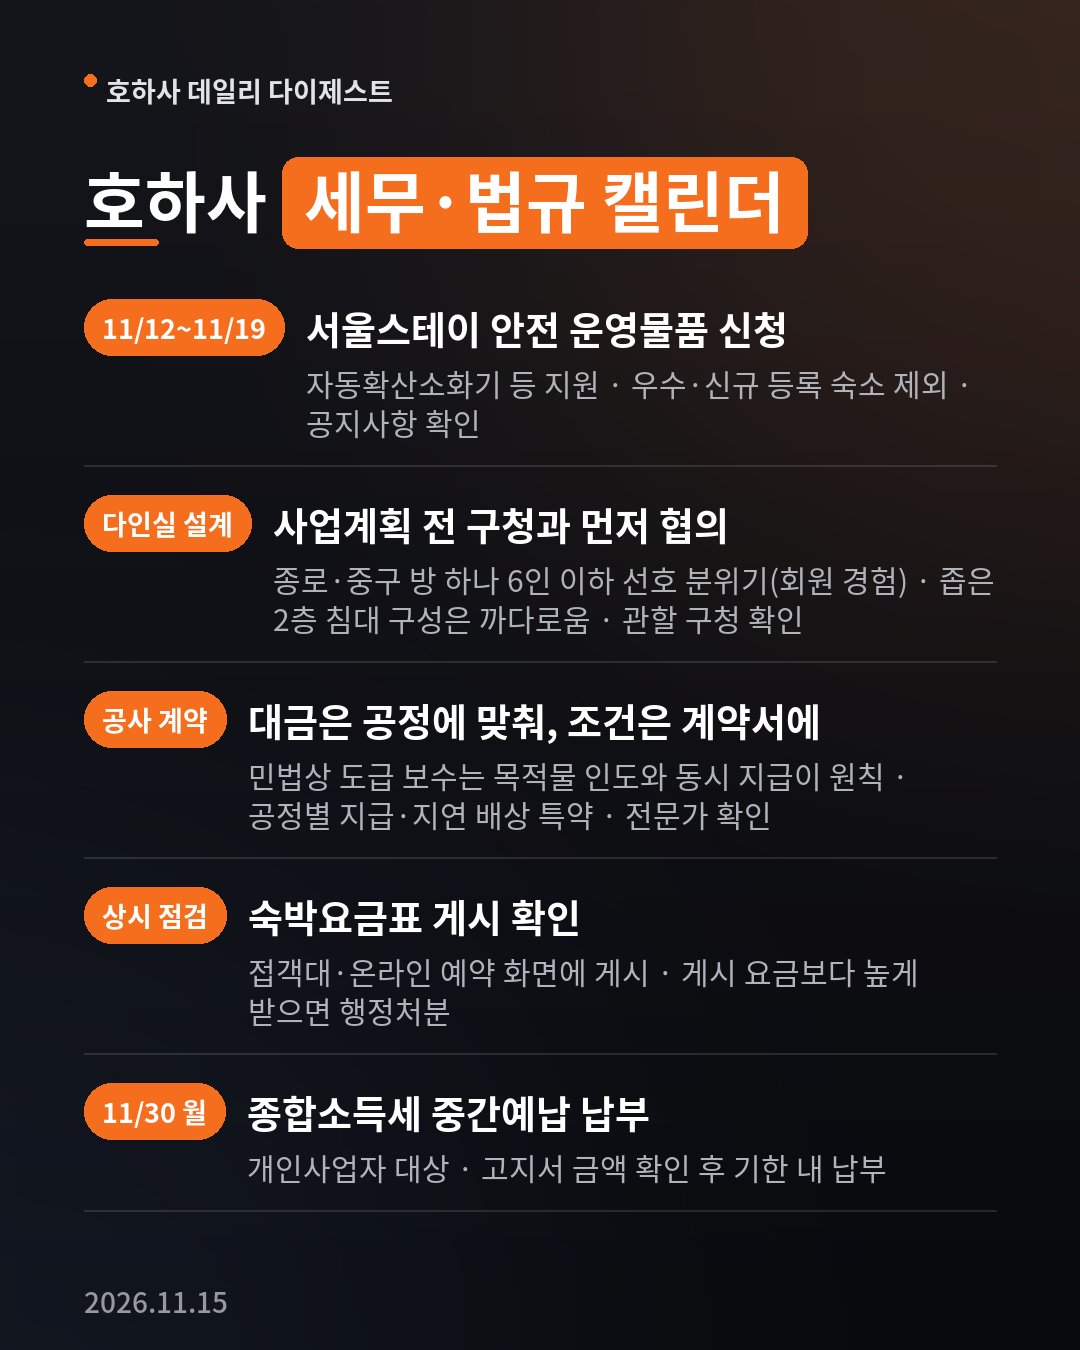 호하사 데일리 다이제스트
호하사 세무·법규 캘린더
11/12~11/19 서울스테이 안전 운영물품 신청
자동확산소화기 등 지원 · 우수·신규 등록 숙소 제외 ·
공지사항 확인
다인실 설계 사업계획 전 구청과 먼저 협의
종로·중구 방 하나 6인 이하 선호 분위기(회원 경험) · 좁은
2층 침대 구성은 까다로움 · 관할 구청 확인
공사 계약 대금은 공정에 맞춰, 조건은 계약서에
민법상 도급 보수는 목적물 인도와 동시 지급이 원칙 ·
공정별 지급·지연 배상 특약 · 전문가 확인
상시 점검 숙박요금표 게시 확인
접객대·온라인 예약 화면에 게시 · 게시 요금보다 높게
받으면 행정처분
11/30 월 종합소득세 중간예납 납부
개인사업자 대상 · 고지서 금액 확인 후 기한 내 납부
2026.11.15